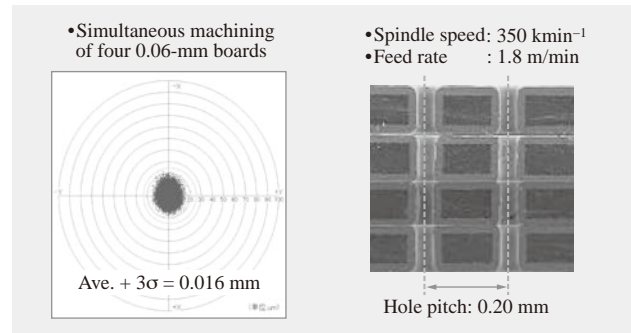 •Simultaneous machining
of four 0.06-mm boards
Ave. + 3σ = 0.016 mm
•Spindle speed: 350 kmin⁻¹
•Feed rate : 1.8 m/min
Hole pitch: 0.20 mm